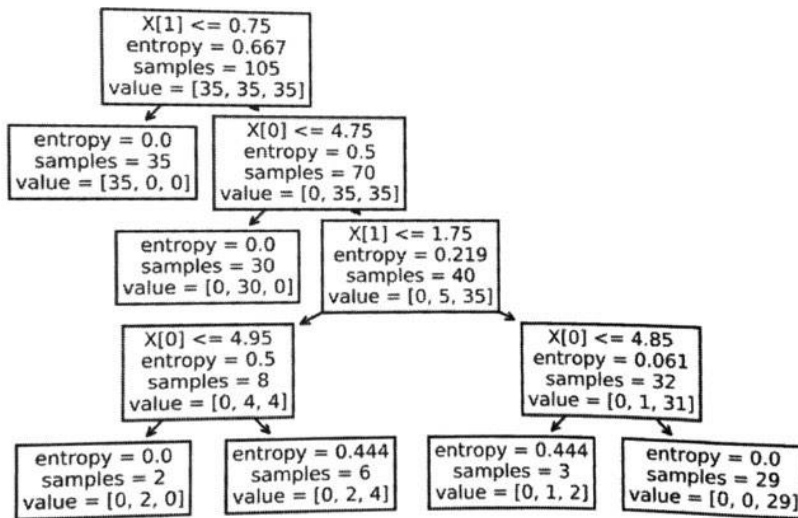 X[1] <= 0.75
entropy = 0.667
samples = 105
value = [35, 35, 35]
entropy = 0.0
samples = 35
value = [35, 0, 0]
X[0] <= 4.75
entropy = 0.5
samples = 70
value = [0, 35, 35]
entropy = 0.0
samples = 30
value = [0, 30, 0]
X[1] <= 1.75
entropy = 0.219
samples = 40
value = [0, 5, 35]
X[0] <= 4.95
entropy = 0.5
samples = 8
value = [0, 4, 4]
X[0] <= 4.85
entropy = 0.061
samples = 32
value = [0, 1, 31]
entropy = 0.0
samples = 2
value = [0, 2, 0]
entropy = 0.444
samples = 6
value = [0, 2, 4]
entropy = 0.444
samples = 3
value = [0, 1, 2]
entropy = 0.0
samples = 29
value = [0, 0, 29]